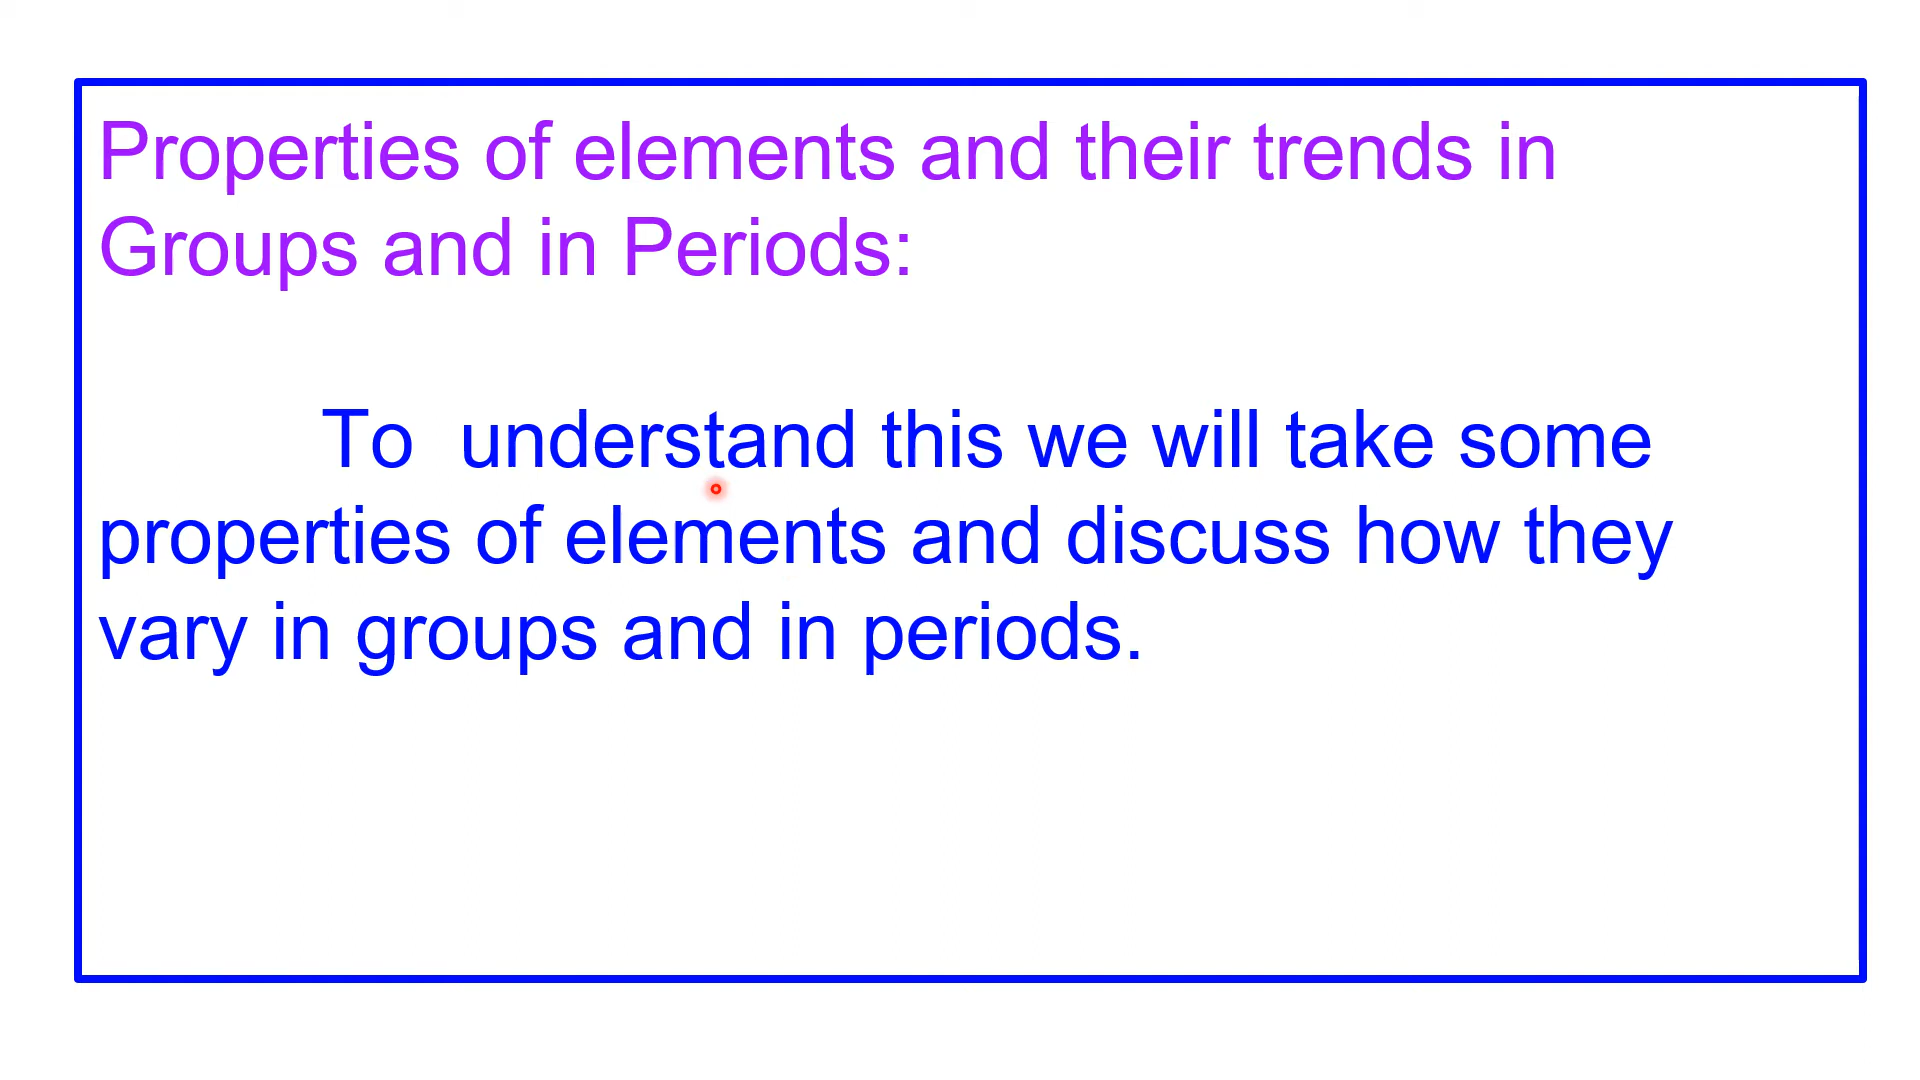 Properties of elements and their trends in
Groups and in Periods:
To understand this we will take some
properties of elements and discuss how they
vary in groups and in periods.